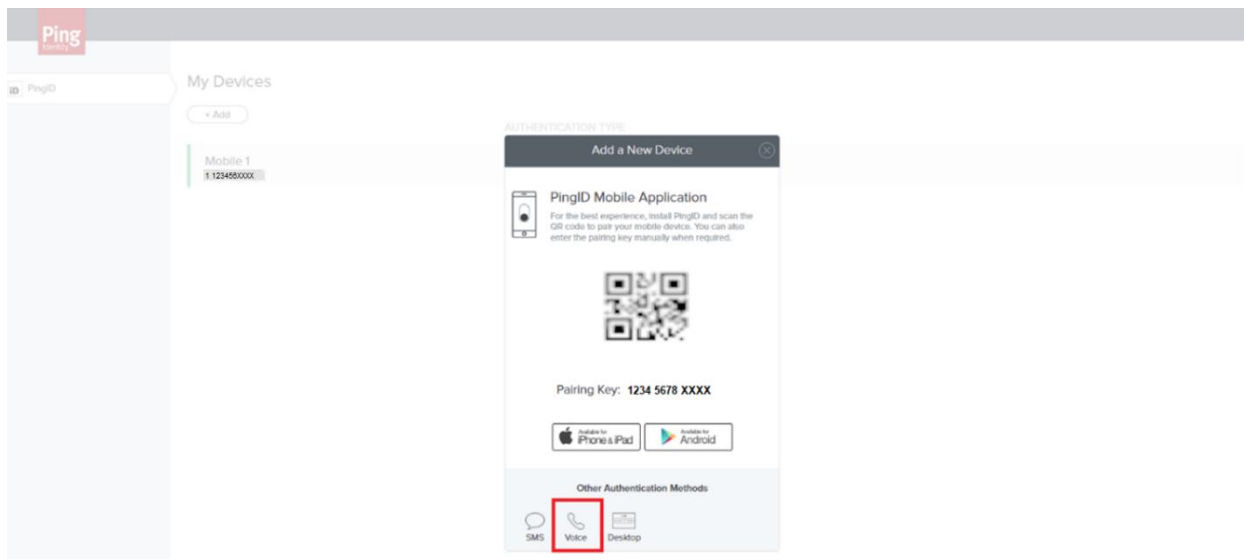 Ping
Identity
iD PingID
My Devices
+ Add
AUTHENTICATION TYPE
Mobile 1
1 123456XXXX
Add a New Device
PingID Mobile Application
For the best experience, install PingID and scan the
QR code to pair your mobile device. You can also
enter the pairing key manually when required.
Pairing Key: 1234 5678 XXXX
Available for
iPhone & iPad
Available for
Android
Other Authentication Methods
SMS
Voice
Desktop